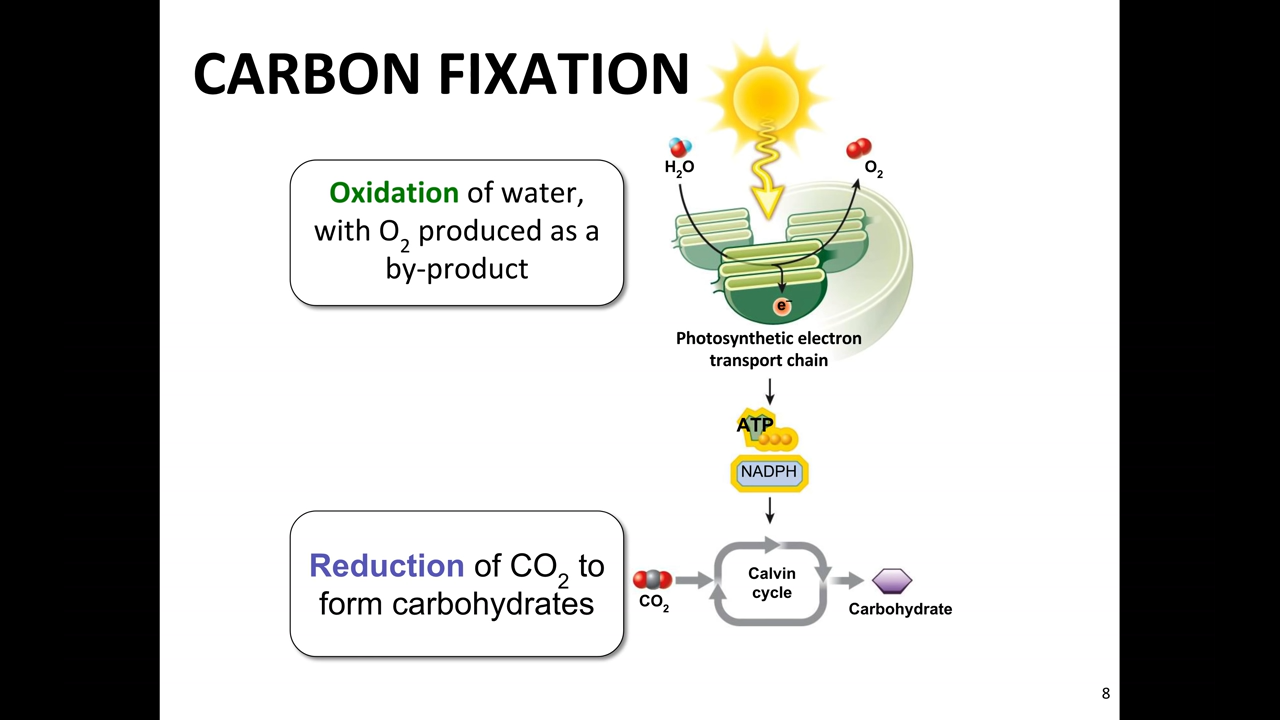 CARBON FIXATION
H₂O
O₂
Oxidation of water,
with O₂ produced as a
by-product
e⁻
Photosynthetic electron
transport chain
ATP
NADPH
Reduction of CO₂ to
form carbohydrates
CO₂
Calvin
cycle
Carbohydrate
8